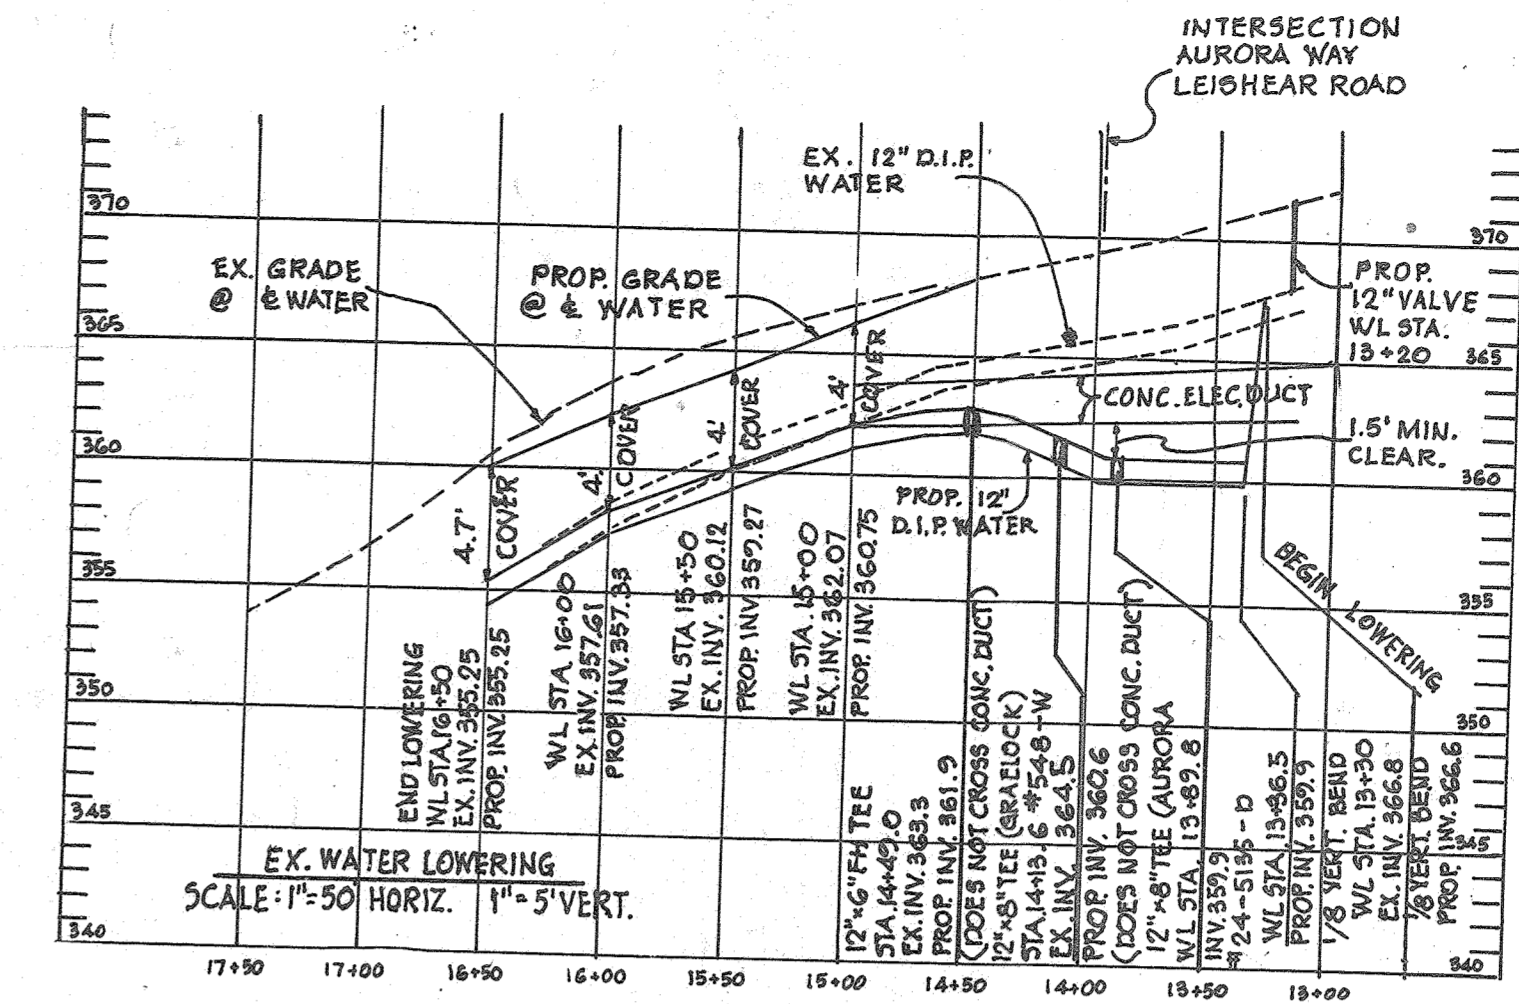 INTERSECTION
AURORA WAY
LEISHEAR ROAD
EX. 12" D.I.P.
WATER
370
370
EX. GRADE
@ ℄ WATER
PROP. GRADE
@ ℄ WATER
PROP.
12" VALVE
WL STA.
13+20
365
365
CONC. ELEC. DUCT
1.5' MIN.
CLEAR.
360
360
4.7'
COVER
4'
COVER
4'
COVER
4'
COVER
PROP. 12"
D.I.P. WATER
355
355
BEGIN LOWERING
350
350
345
345
340
340
END LOWERING
WL STA. 16+50
EX. INV. 355.25
PROP. INV. 355.25
WL STA 16+00
EX. INV. 357.61
PROP. INV. 357.33
WL STA 15+50
EX. INV. 360.12
PROP. INV 359.27
WL STA. 15+00
EX. INV. 362.07
PROP. INV. 360.75
12"x6" FH TEE
STA. 14+49.0
EX. INV. 363.3
PROP. INV. 361.9
(DOES NOT CROSS CONC. DUCT)
12"x8" TEE (GRAELOCK)
STA. 14+13.6 #548-W
EX. INV. 364.5
PROP INV. 360.6
(DOES NOT CROSS CONC. DUCT)
12"x8" TEE (AURORA
WL STA. 13+89.8
INV. 359.9
#24-5135-D
WL STA. 13+36.5
PROP. INV. 359.9
1/8 VERT. BEND
WL STA. 13+30
EX. INV. 366.8
1/8 VERT. BEND
PROP. INV. 366.6
EX. WATER LOWERING
SCALE: 1"=50' HORIZ. 1"=5' VERT.
17+50 17+00 16+50 16+00 15+50 15+00 14+50 14+00 13+50 13+00